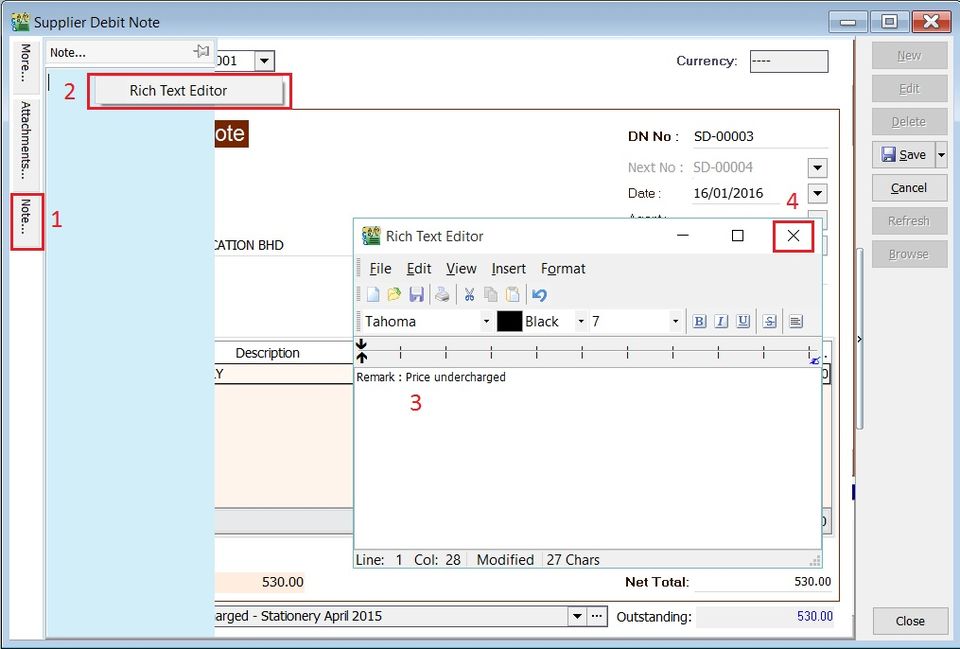 Supplier Debit Note
More...
Attachments...
Note...
1
Note...
2
Rich Text Editor
001
Currency: ----
ote
DN No : SD-00003
Next No : SD-00004
Date : 16/01/2016
CATION BHD
4
Rich Text Editor
File Edit View Insert Format
Tahoma Black 7 B I U S
Description
LY
Remark : Price undercharged
3
Line: 1 Col: 28 Modified 27 Chars
530.00
Net Total: 530.00
arged - Stationery April 2015
Outstanding: 530.00
New
Edit
Delete
Save
Cancel
Refresh
Browse
Close